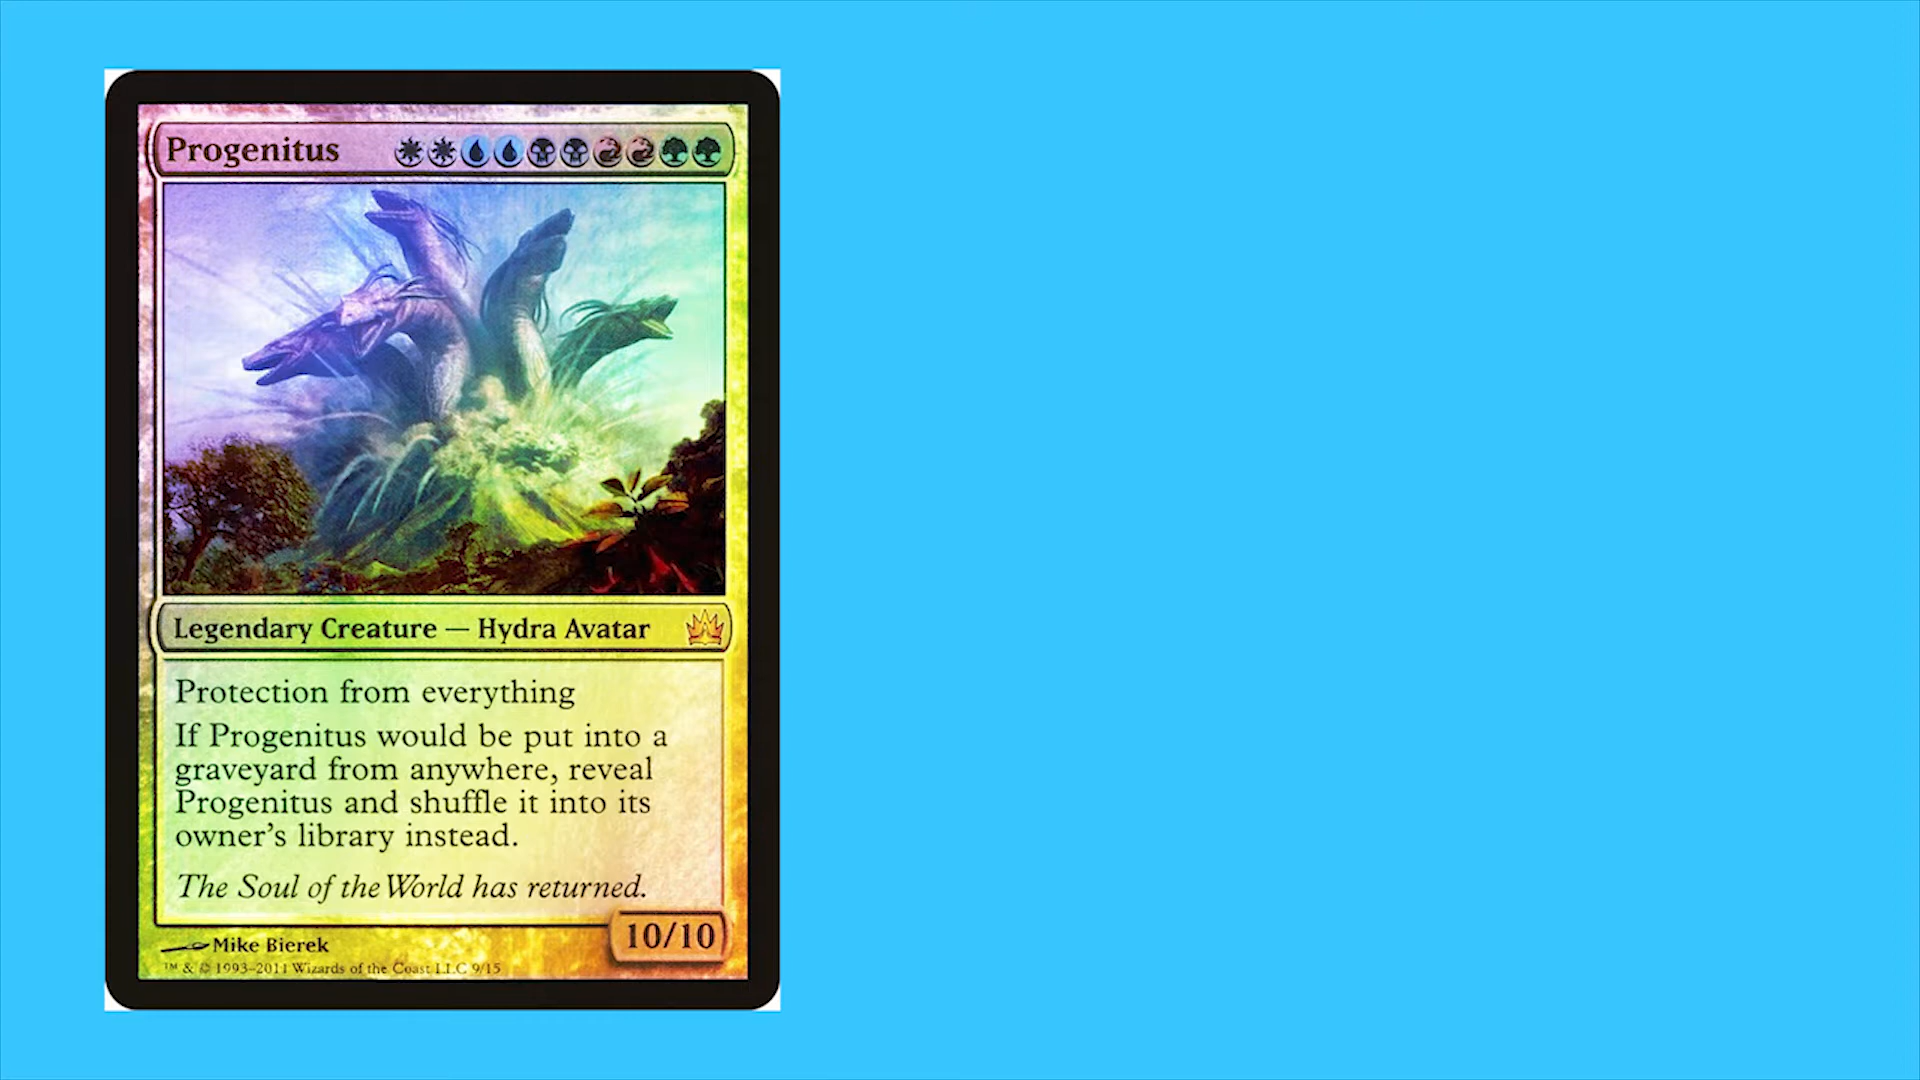 Progenitus
Legendary Creature — Hydra Avatar
Protection from everything
If Progenitus would be put into a
graveyard from anywhere, reveal
Progenitus and shuffle it into its
owner's library instead.
The Soul of the World has returned.
10/10
Mike Bierek
™ & © 1993–2011 Wizards of the Coast LLC 9/15